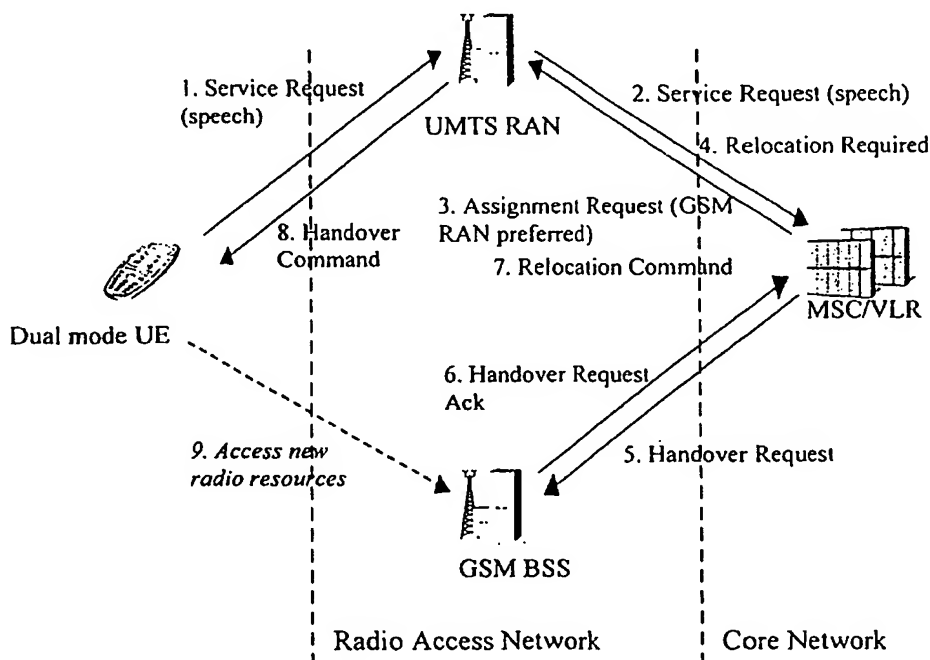 1. Service Request
(speech)
UMTS RAN
2. Service Request (speech)
4. Relocation Required
3. Assignment Request (GSM
RAN preferred)
8. Handover
Command
7. Relocation Command
MSC/VLR
Dual mode UE
6. Handover Request
Ack
9. Access new
radio resources
5. Handover Request
GSM BSS
Radio Access Network
Core Network